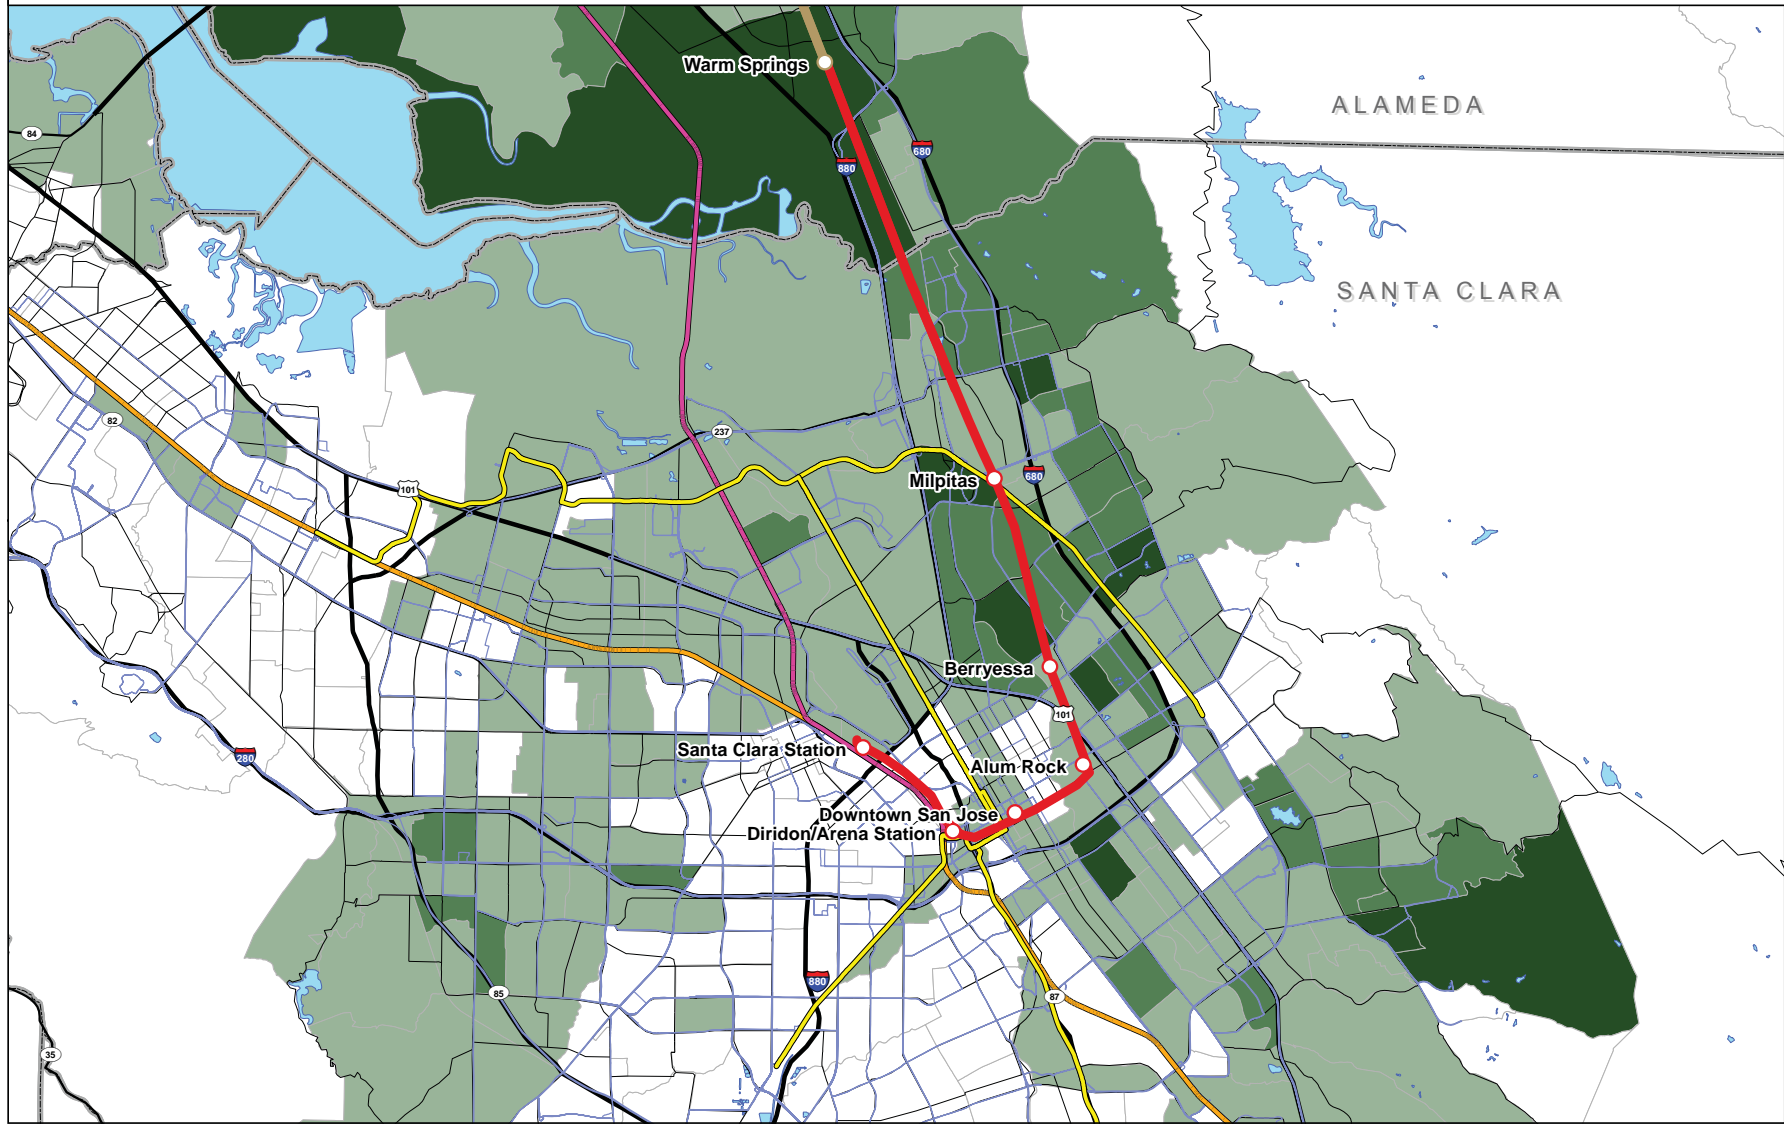 Warm Springs
ALAMEDA
84
680
880
SANTA CLARA
82
237
680
Milpitas
101
Berryessa
101
Santa Clara Station
280
Alum Rock
Downtown San Jose
Diridon/Arena Station
880
85
87
35